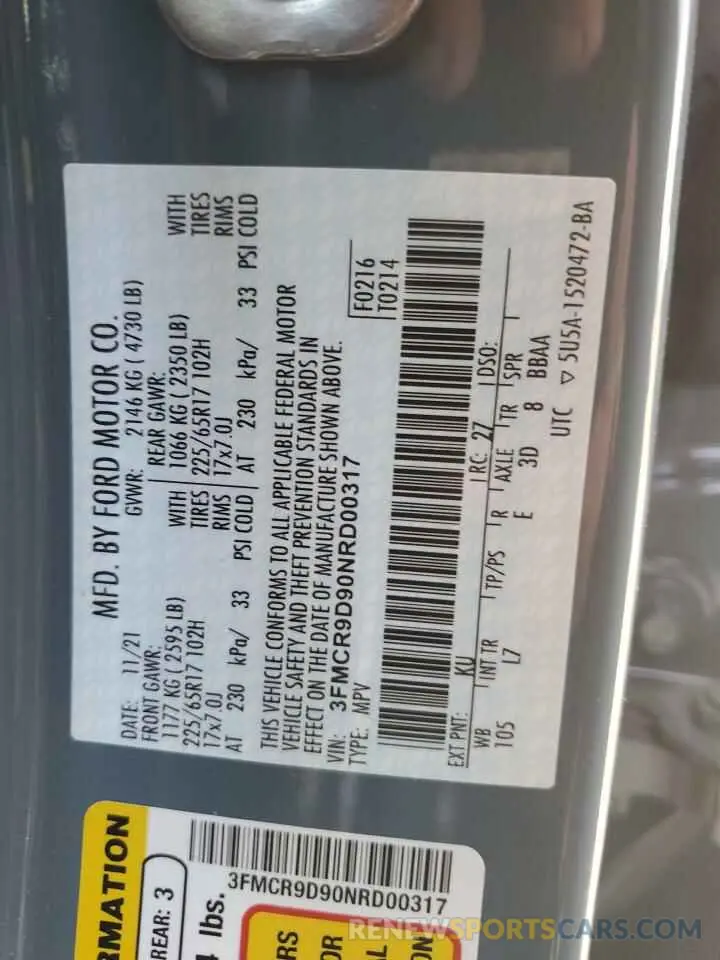 MFD. BY FORD MOTOR CO.
DATE: 11/21 GVWR: 2146 KG ( 4730 LB)
FRONT GAWR: REAR GAWR:
1177 KG ( 2595 LB) WITH 1066 KG ( 2350 LB) WITH
225/65R17 102H TIRES 225/65R17 102H TIRES
17x7.0J RIMS 17x7.0J RIMS
AT 230 kPa/ 33 PSI COLD AT 230 kPa/ 33 PSI COLD
THIS VEHICLE CONFORMS TO ALL APPLICABLE FEDERAL MOTOR
VEHICLE SAFETY AND THEFT PREVENTION STANDARDS IN
EFFECT ON THE DATE OF MANUFACTURE SHOWN ABOVE.
VIN: 3FMCR9D90NRD00317
TYPE: MPV
F0216
T0214
EXT PNT: KU RC: 27 DSO:
WB INT TR TP/PS R AXLE TR SPR
105 L7 E 3D 8 BBAA
UTC ▽ 5U5A-1520472-BA
RMATION
REAR: 3
lbs.
3FMCR9D90NRD00317
RENEWSPORTSCARS.COM